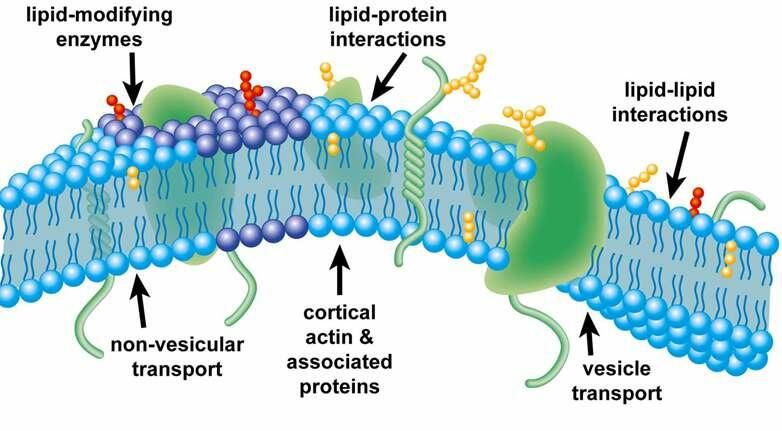 lipid-modifying
enzymes
lipid-protein
interactions
lipid-lipid
interactions
non-vesicular
transport
cortical
actin &
associated
proteins
vesicle
transport